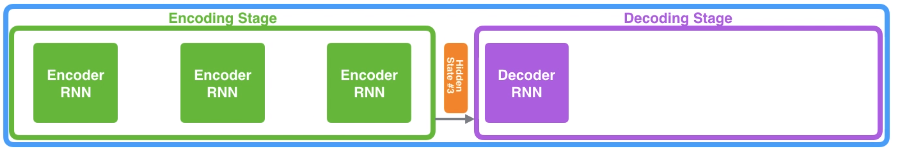 Encoding Stage
Decoding Stage
Encoder
RNN
Encoder
RNN
Encoder
RNN
Hidden
State #3
Decoder
RNN